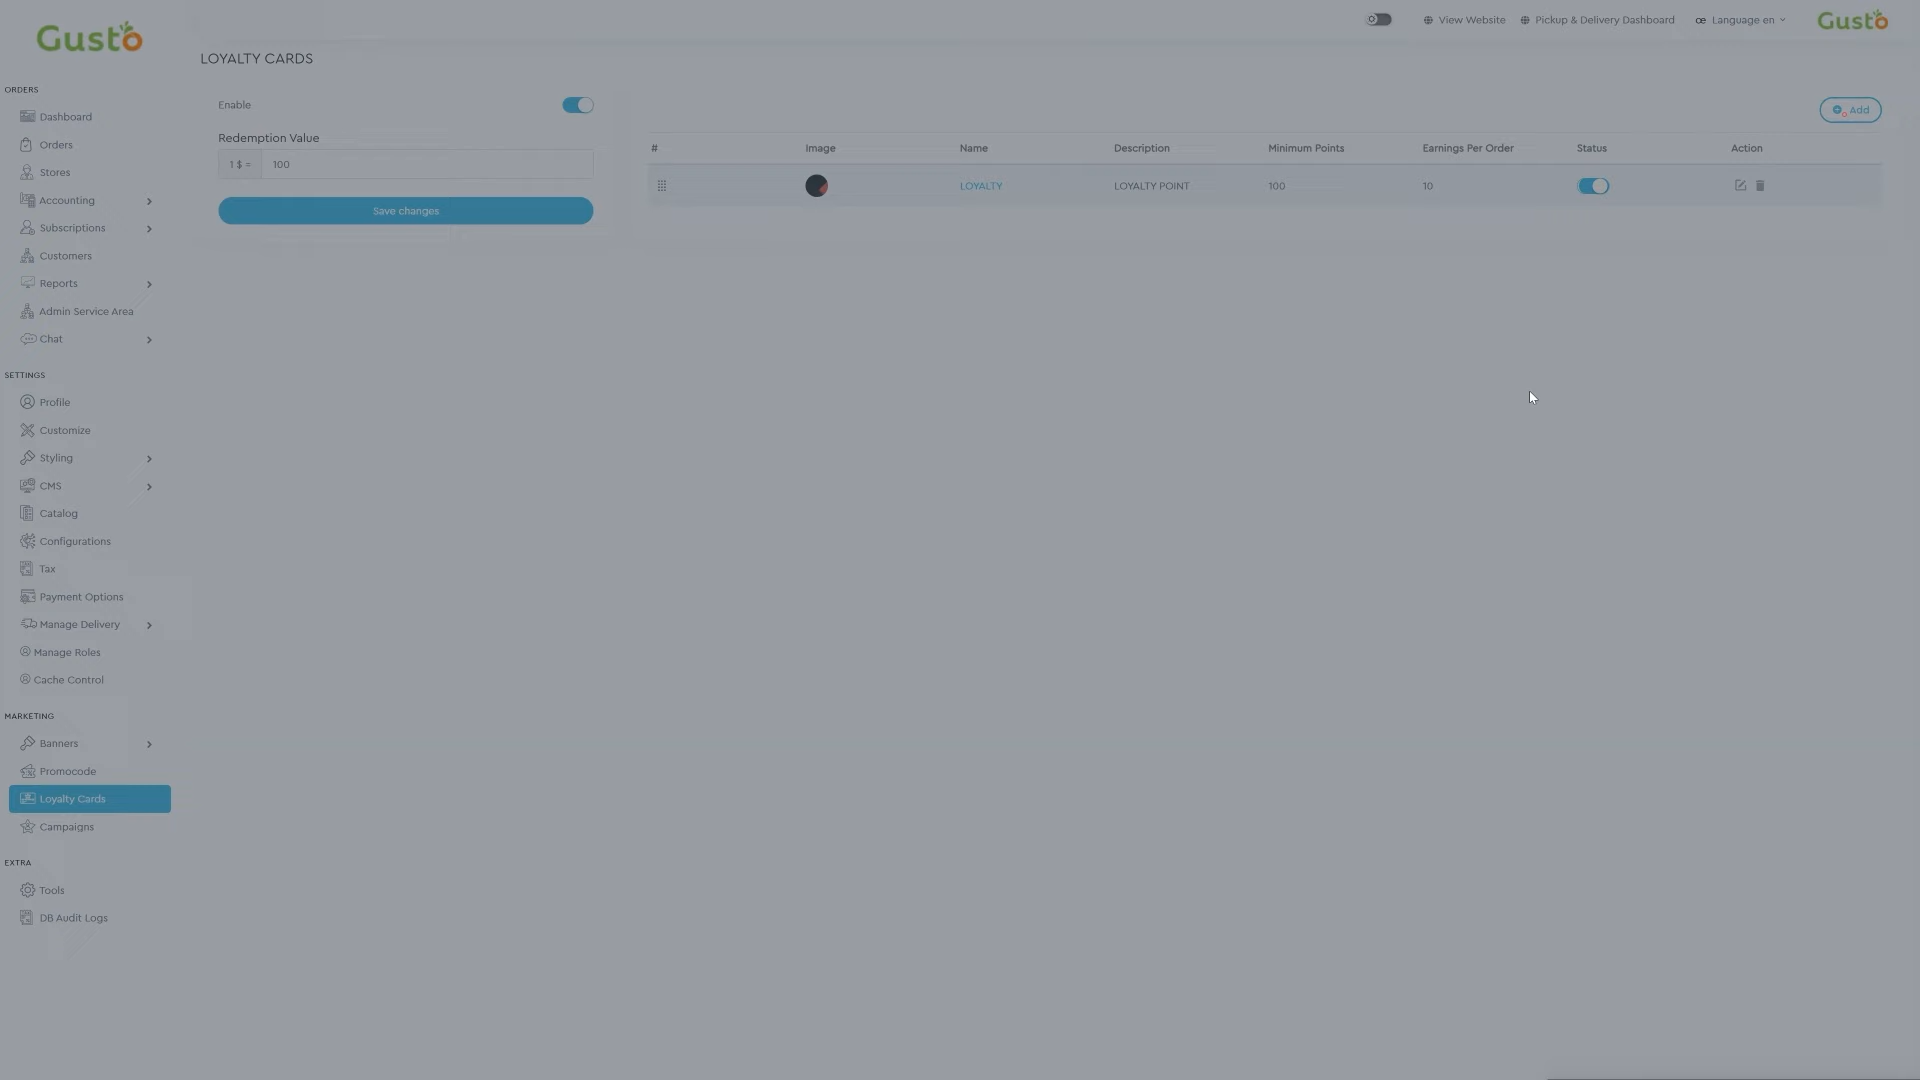 Gusto
View Website
Pickup & Delivery Dashboard
Language en
Gusto
LOYALTY CARDS
ORDERS
Dashboard
Orders
Stores
Accounting
Subscriptions
Customers
Reports
Admin Service Area
Chat
SETTINGS
Profile
Customize
Styling
CMS
Catalog
Configurations
Tax
Payment Options
Manage Delivery
Manage Roles
Cache Control
MARKETING
Banners
Promocode
Loyalty Cards
Campaigns
EXTRA
Tools
DB Audit Logs
Enable
Redemption Value
1 $ = 100
Save changes
Add
# Image Name Description Minimum Points Earnings Per Order Status Action
LOYALTY LOYALTY POINT 100 10